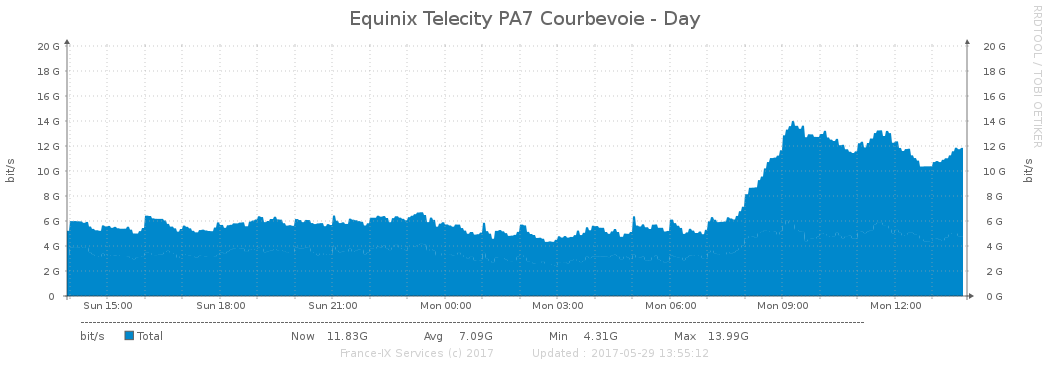 Equinix Telecity PA7 Courbevoie - Day
RRDTOOL / TOBI OETIKER
20 G 20 G
18 G 18 G
16 G 16 G
14 G 14 G
12 G 12 G
10 G 10 G
8 G 8 G
6 G 6 G
4 G 4 G
2 G 2 G
0 0 G
bit/s bit/s
Sun 15:00 Sun 18:00 Sun 21:00 Mon 00:00 Mon 03:00 Mon 06:00 Mon 09:00 Mon 12:00
bit/s Total Now 11.83G Avg 7.09G Min 4.31G Max 13.99G
France-IX Services (c) 2017 Updated : 2017-05-29 13:55:12